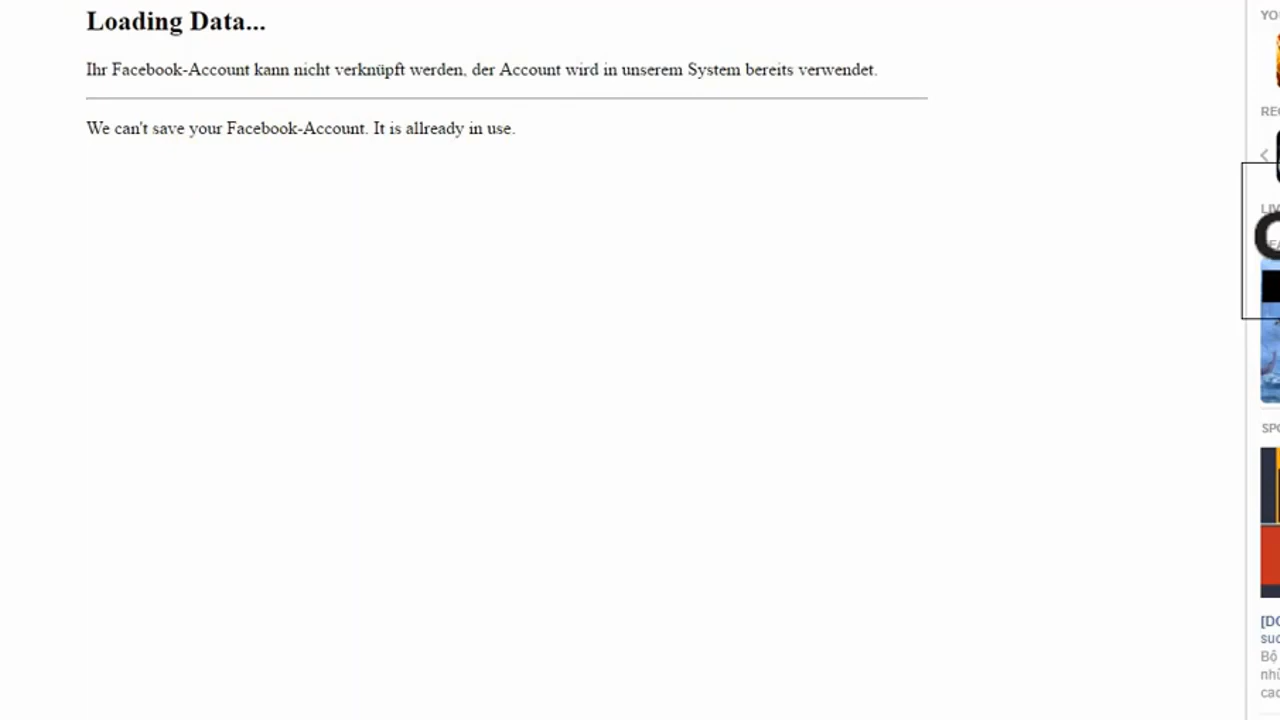 Loading Data...
Ihr Facebook-Account kann nicht verknüpft werden, der Account wird in unserem System bereits verwendet.
We can't save your Facebook-Account. It is allready in use.